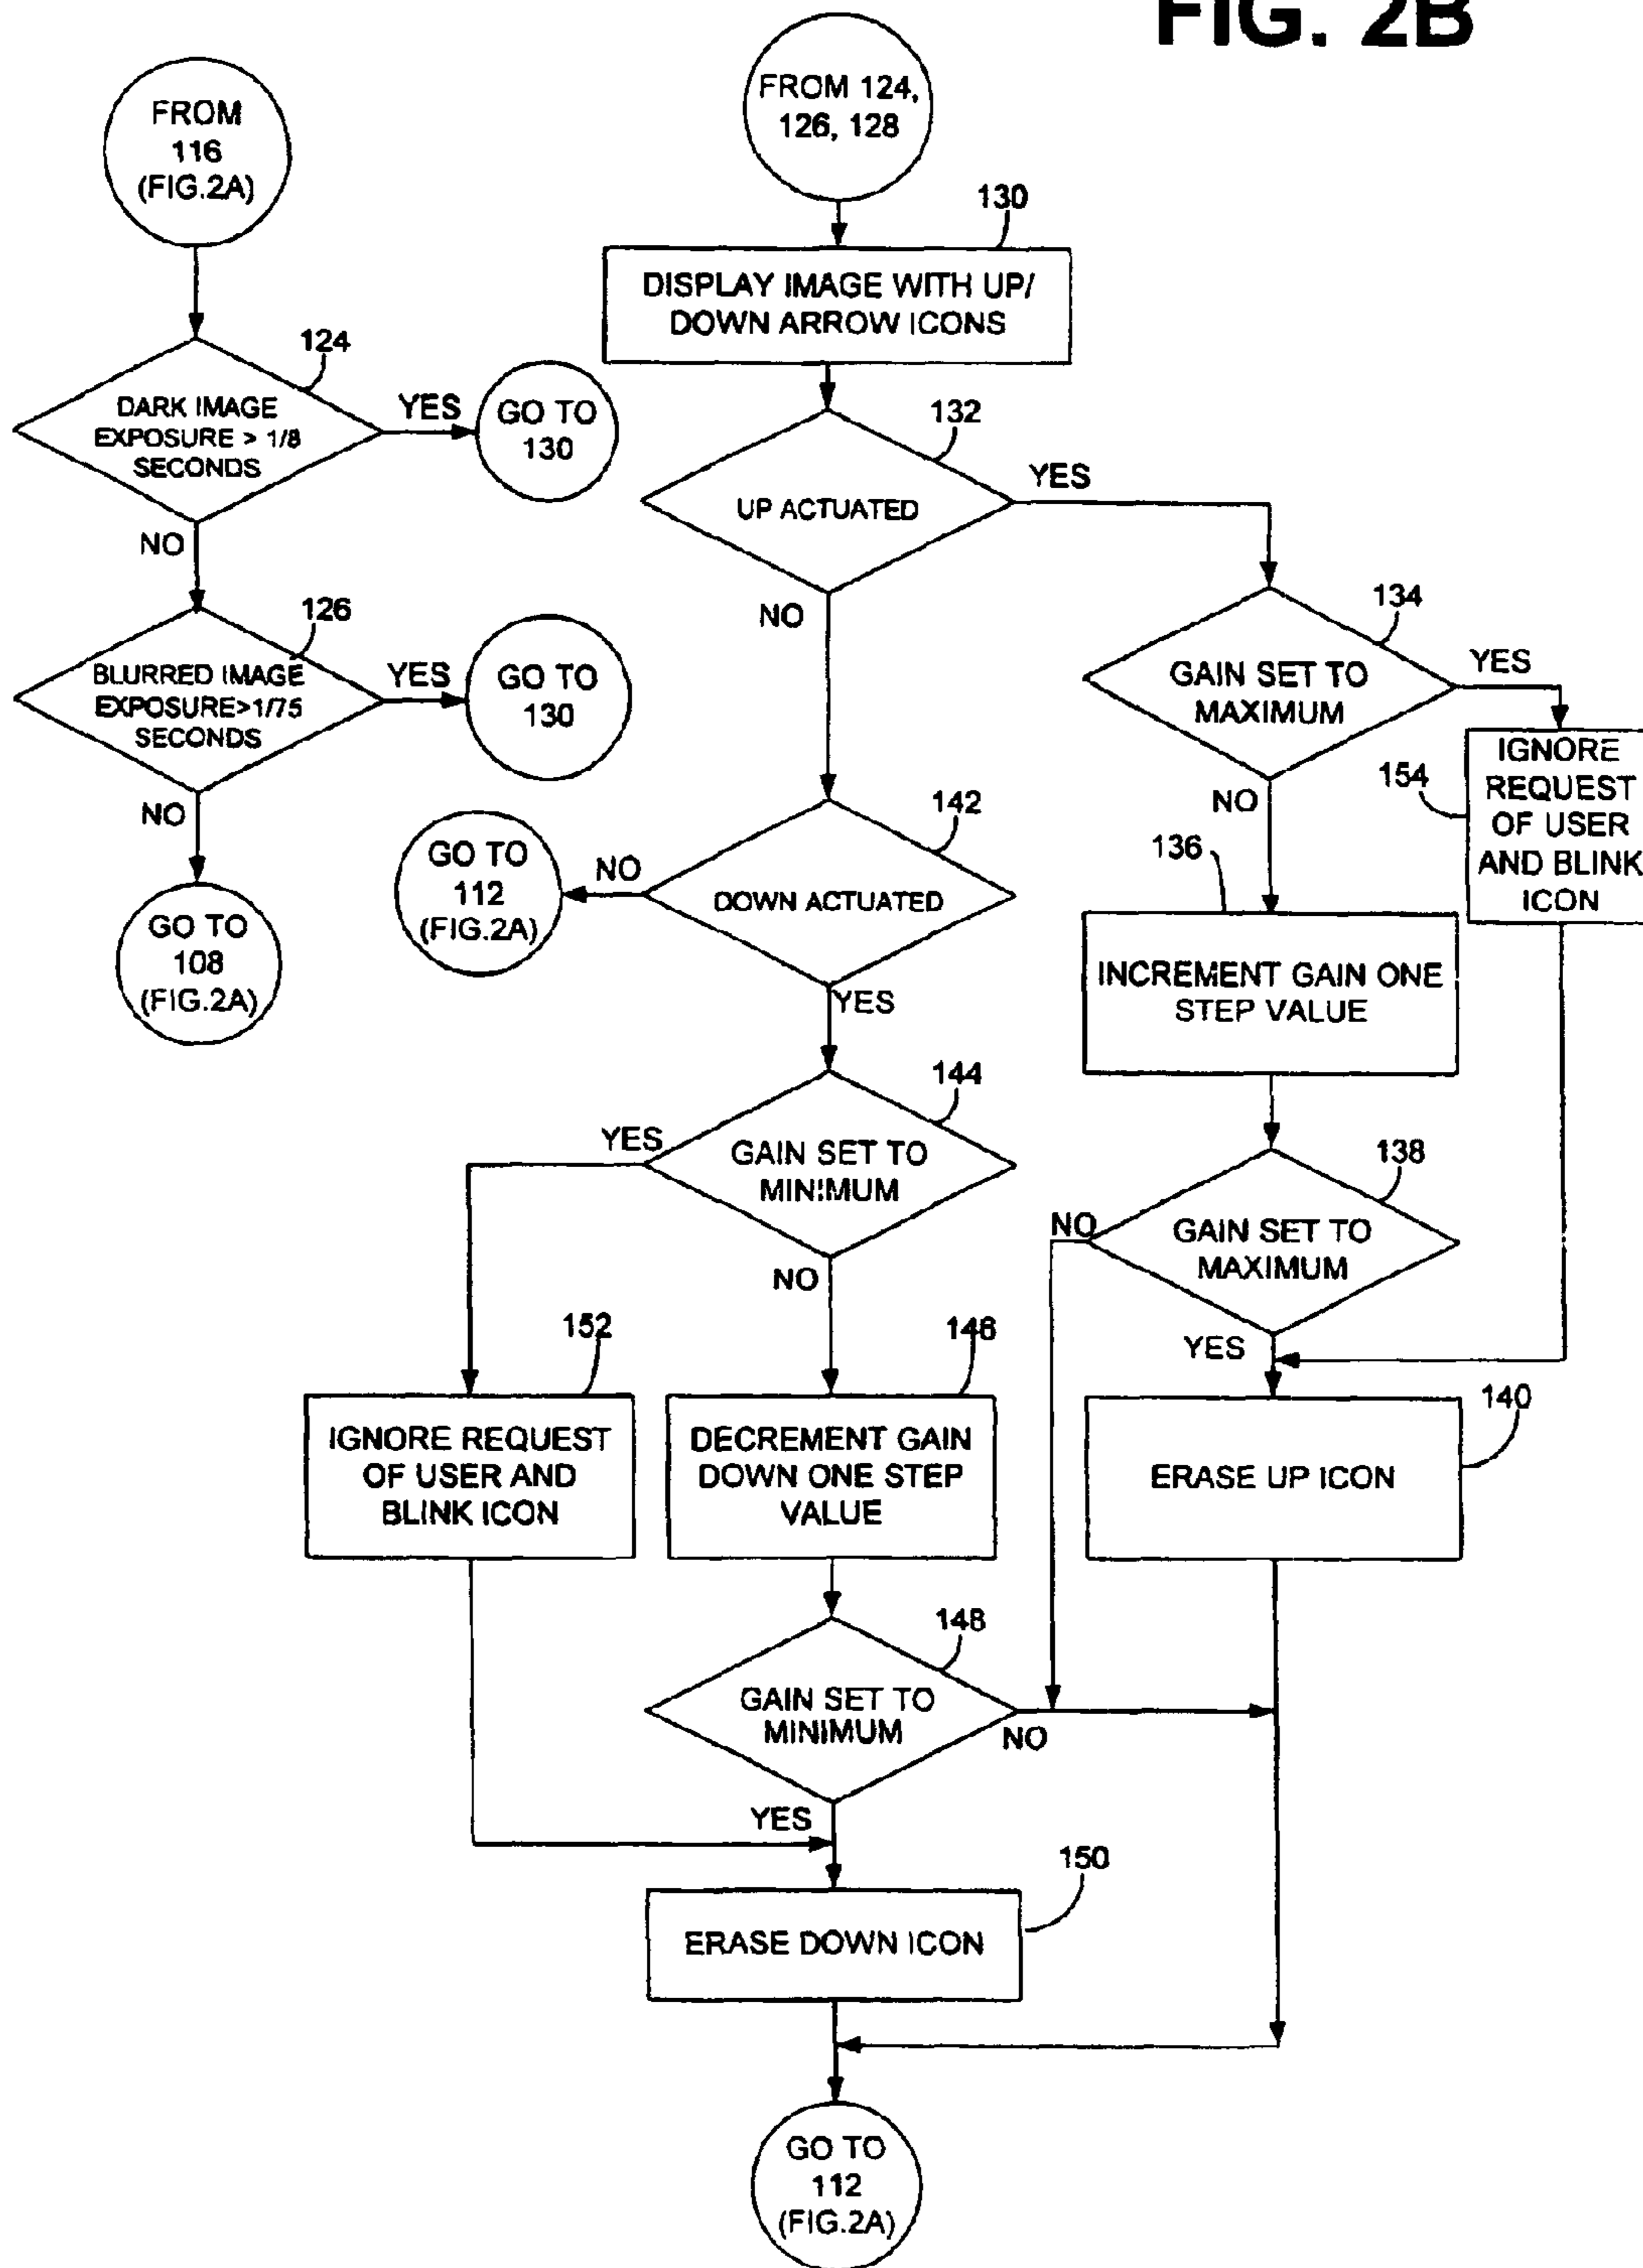 FIG. 2B
FROM
116
(FIG.2A)
124
DARK IMAGE
EXPOSURE > 1/8
SECONDS
YES
GO TO
130
NO
126
BLURRED IMAGE
EXPOSURE>1/75
SECONDS
YES
GO TO
130
NO
GO TO
108
(FIG.2A)
FROM 124,
126, 128
130
DISPLAY IMAGE WITH UP/
DOWN ARROW ICONS
132
UP ACTUATED
YES
NO
134
GAIN SET TO
MAXIMUM
YES
NO
154
IGNORE
REQUEST
OF USER
AND BLINK
ICON
136
INCREMENT GAIN ONE
STEP VALUE
138
GAIN SET TO
MAXIMUM
NO
YES
140
ERASE UP ICON
142
DOWN ACTUATED
NO
GO TO
112
(FIG.2A)
YES
144
GAIN SET TO
MINIMUM
YES
NO
152
IGNORE REQUEST
OF USER AND
BLINK ICON
146
DECREMENT GAIN
DOWN ONE STEP
VALUE
148
GAIN SET TO
MINIMUM
NO
YES
150
ERASE DOWN ICON
GO TO
112
(FIG.2A)